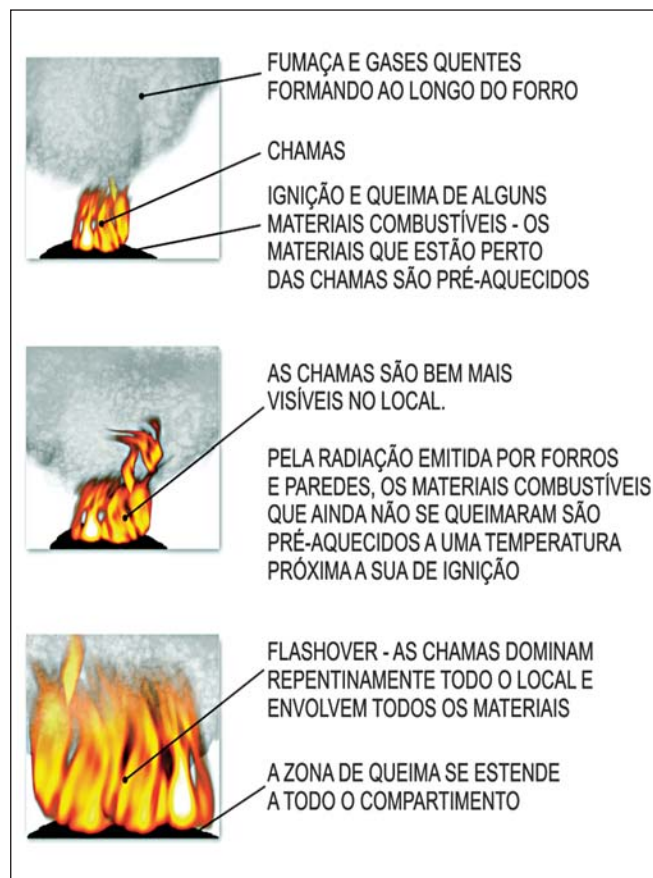 FUMAÇA E GASES QUENTES
FORMANDO AO LONGO DO FORRO
CHAMAS
IGNIÇÃO E QUEIMA DE ALGUNS
MATERIAIS COMBUSTÍVEIS - OS
MATERIAIS QUE ESTÃO PERTO
DAS CHAMAS SÃO PRÉ-AQUECIDOS
AS CHAMAS SÃO BEM MAIS
VISÍVEIS NO LOCAL.
PELA RADIAÇÃO EMITIDA POR FORROS
E PAREDES, OS MATERIAIS COMBUSTÍVEIS
QUE AINDA NÃO SE QUEIMARAM SÃO
PRÉ-AQUECIDOS A UMA TEMPERATURA
PRÓXIMA A SUA DE IGNIÇÃO
FLASHOVER - AS CHAMAS DOMINAM
REPENTINAMENTE TODO O LOCAL E
ENVOLVEM TODOS OS MATERIAIS
A ZONA DE QUEIMA SE ESTENDE
A TODO O COMPARTIMENTO